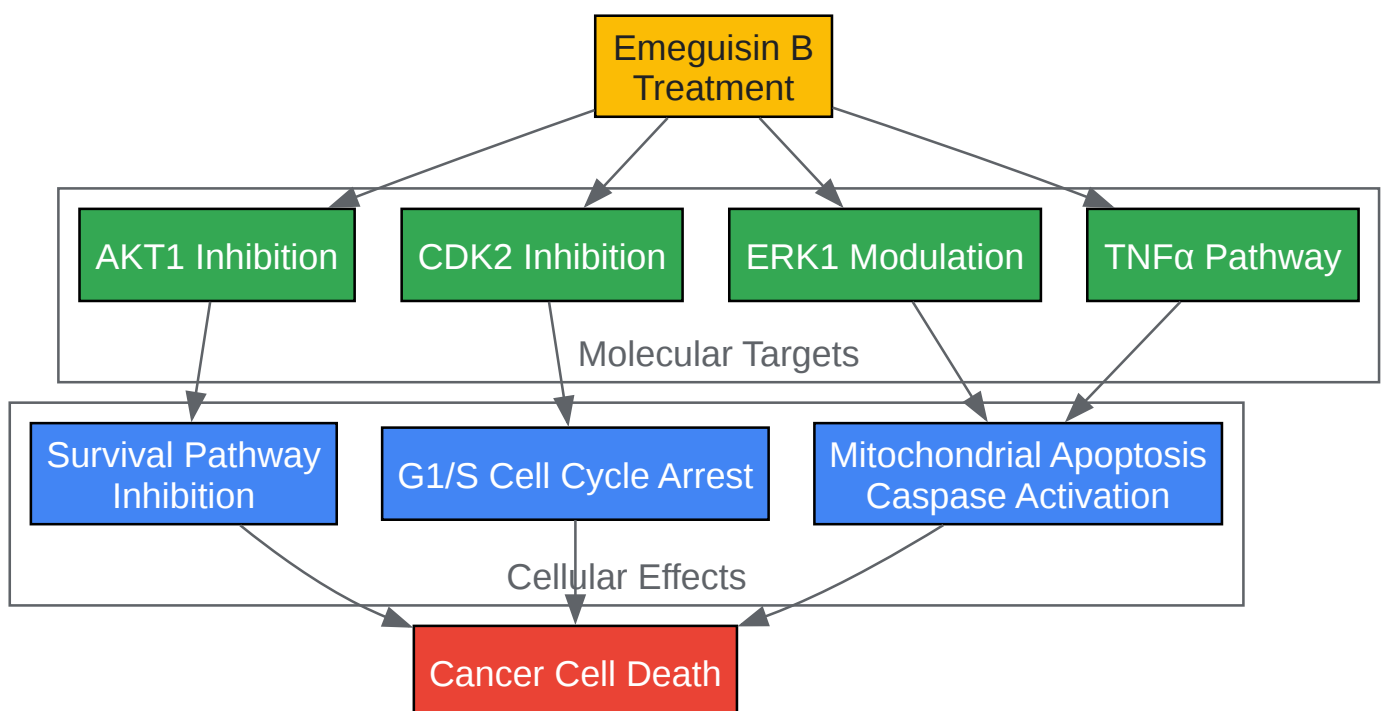 Emeguisin B
Treatment
AKT1 Inhibition
CDK2 Inhibition
ERK1 Modulation
TNFα Pathway
Molecular Targets
Survival Pathway
Inhibition
G1/S Cell Cycle Arrest
Mitochondrial Apoptosis
Caspase Activation
Cellular Effects
Cancer Cell Death